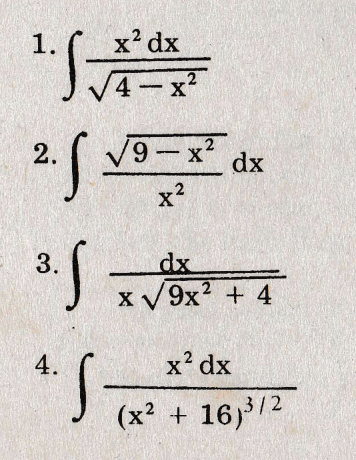 1. ∫ x² dx / √(4 − x²)
2. ∫ √(9 − x²) / x² dx
3. ∫ dx / x √(9x² + 4)
4. ∫ x² dx / (x² + 16)^3/2